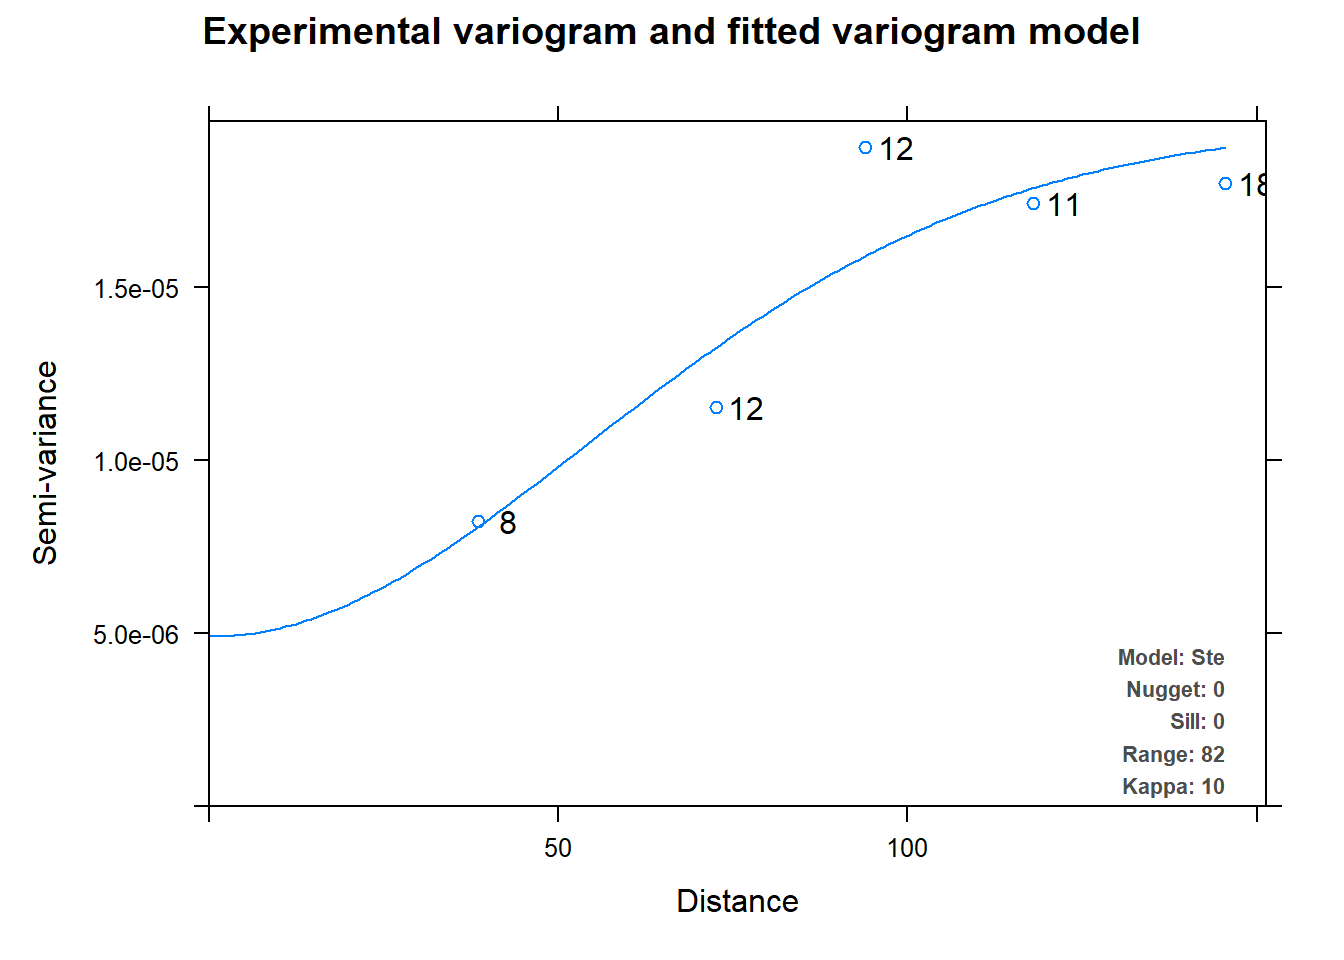 Experimental variogram and fitted variogram model
Semi-variance
1.5e-05
1.0e-05
5.0e-06
12
11
18
12
8
Model: Ste
Nugget: 0
Sill: 0
Range: 82
Kappa: 10
50
100
Distance